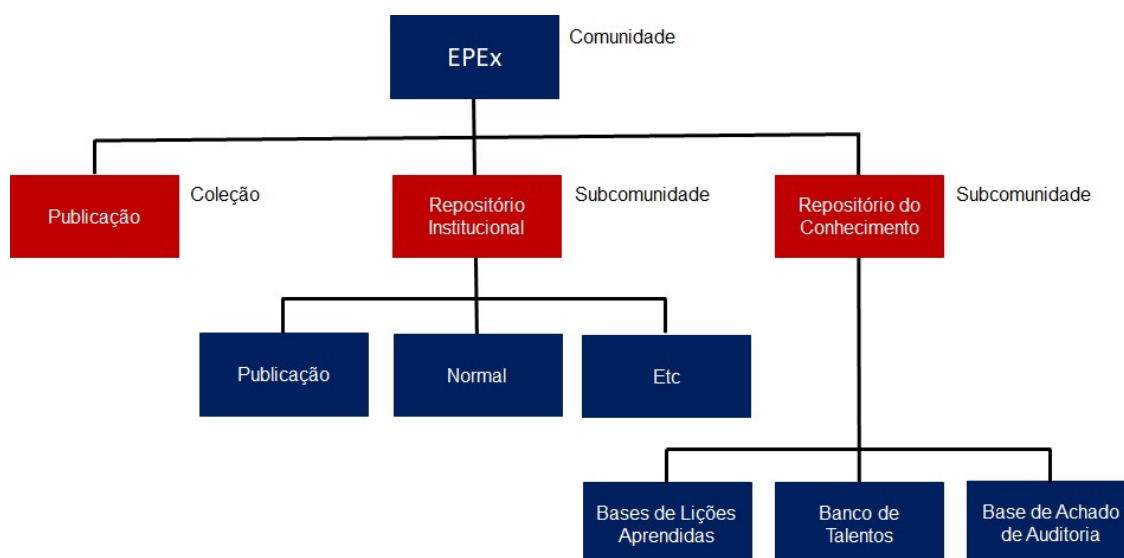 EPEx
Comunidade
Publicação
Coleção
Repositório
Institucional
Subcomunidade
Repositório do
Conhecimento
Subcomunidade
Publicação
Normal
Etc
Bases de Lições
Aprendidas
Banco de
Talentos
Base de Achado
de Auditoria